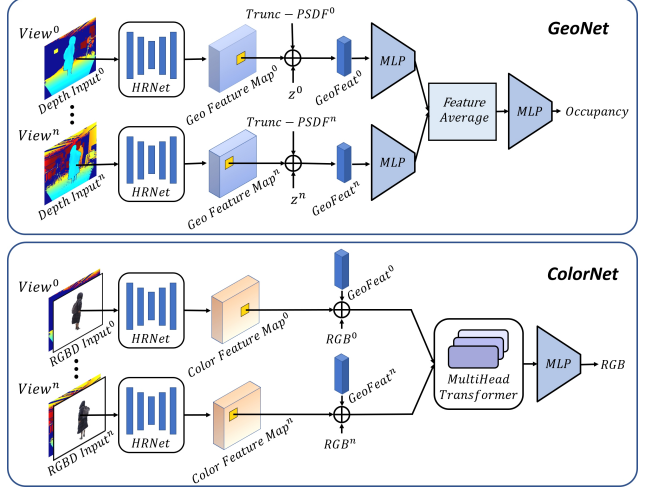 GeoNet
View⁰
Depth Input⁰
HRNet
Geo Feature Map⁰
Trunc − PSDF⁰
z⁰
GeoFeat⁰
MLP
Viewⁿ
Depth Inputⁿ
HRNet
Geo Feature Mapⁿ
Trunc − PSDFⁿ
zⁿ
GeoFeatⁿ
MLP
Feature
Average
MLP
Occupancy
ColorNet
View⁰
RGBD Input⁰
HRNet
Color Feature Map⁰
GeoFeat⁰
RGB⁰
Viewⁿ
RGBD Inputⁿ
HRNet
Color Feature Mapⁿ
GeoFeatⁿ
RGBⁿ
MultiHead
Transformer
MLP
RGB